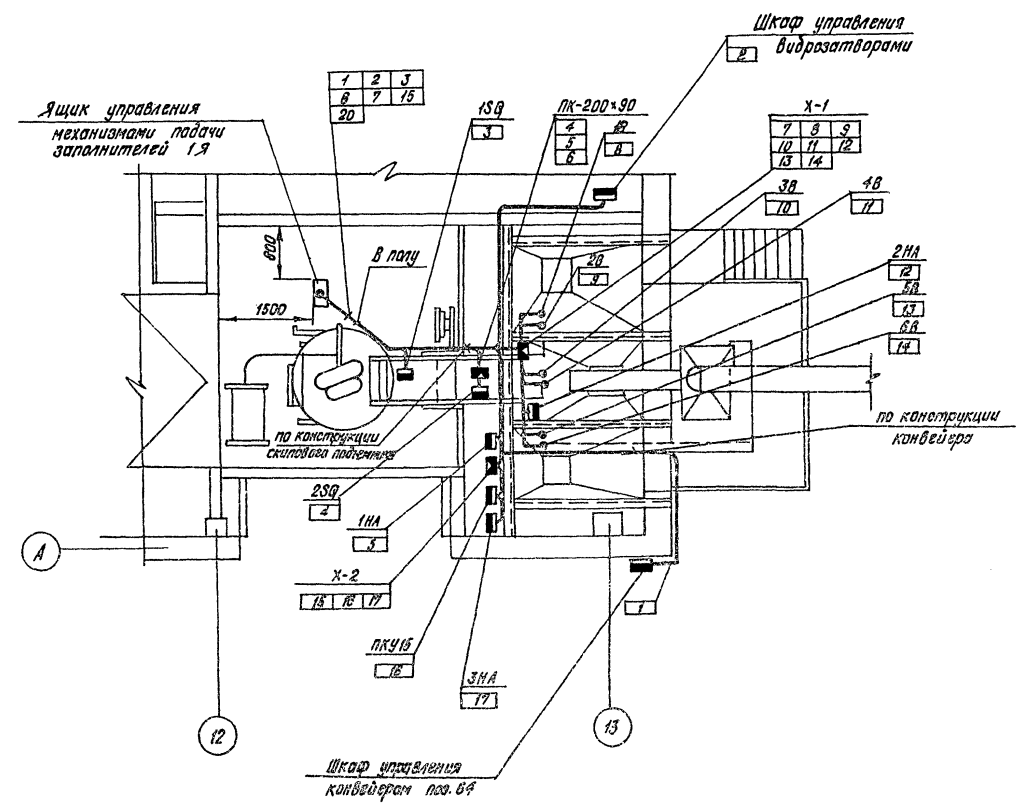 Шкаф управления
виброзатворами
2
1 2 3
6 7 15
20
Ящик управления
механизмами подачи
заполнителей 1Я
1SQ
3
ПК-200×90
4
5
6
8
Х-1
7 8 9
10 11 12
13 14
3В
10
4В
11
600
В полу
2В
9
2НА
12
5В
13
6В
14
1500
по конструкции
скипового подъемника
по конструкции
конвейера
2SQ
4
1НА
5
А
Х-2
15 16 17
1
ПКУ15
16
3НА
17
12
13
Шкаф управления
конвейером поз. 64